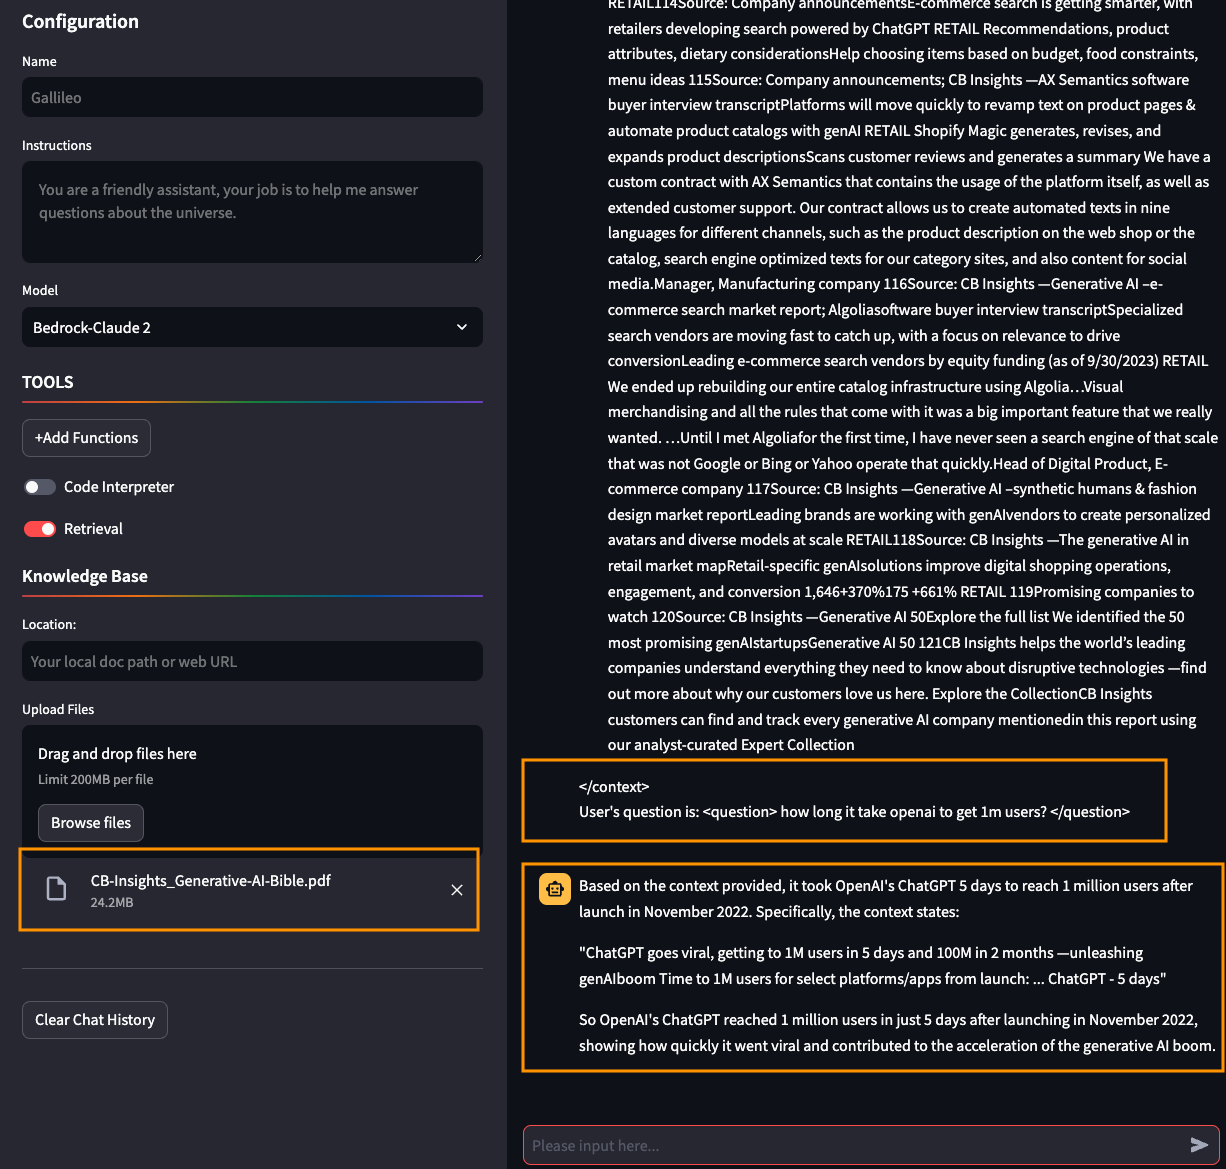 Configuration
Name
Gallileo
Instructions
You are a friendly assistant, your job is to help me answer
questions about the universe.
Model
Bedrock-Claude 2
TOOLS
+Add Functions
Code Interpreter
Retrieval
Knowledge Base
Location:
Your local doc path or web URL
Upload Files
Drag and drop files here
Limit 200MB per file
Browse files
CB-Insights_Generative-AI-Bible.pdf
24.2MB
Clear Chat History
RETAIL114Source: Company announcementsE-commerce search is getting smarter, with
retailers developing search powered by ChatGPT RETAIL Recommendations, product
attributes, dietary considerationsHelp choosing items based on budget, food constraints,
menu ideas 115Source: Company announcements; CB Insights —AX Semantics software
buyer interview transcriptPlatforms will move quickly to revamp text on product pages &
automate product catalogs with genAI RETAIL Shopify Magic generates, revises, and
expands product descriptionsScans customer reviews and generates a summary We have a
custom contract with AX Semantics that contains the usage of the platform itself, as well as
extended customer support. Our contract allows us to create automated texts in nine
languages for different channels, such as the product description on the web shop or the
catalog, search engine optimized texts for our category sites, and also content for social
media.Manager, Manufacturing company 116Source: CB Insights —Generative AI –e-
commerce search market report; Algoliasoftware buyer interview transcriptSpecialized
search vendors are moving fast to catch up, with a focus on relevance to drive
conversionLeading e-commerce search vendors by equity funding (as of 9/30/2023) RETAIL
We ended up rebuilding our entire catalog infrastructure using Algolia…Visual
merchandising and all the rules that come with it was a big important feature that we really
wanted. …Until I met Algoliafor the first time, I have never seen a search engine of that scale
that was not Google or Bing or Yahoo operate that quickly.Head of Digital Product, E-
commerce company 117Source: CB Insights —Generative AI –synthetic humans & fashion
design market reportLeading brands are working with genAIvendors to create personalized
avatars and diverse models at scale RETAIL118Source: CB Insights —The generative AI in
retail market mapRetail-specific genAIsolutions improve digital shopping operations,
engagement, and conversion 1,646+370%175 +661% RETAIL 119Promising companies to
watch 120Source: CB Insights —Generative AI 50Explore the full list We identified the 50
most promising genAIstartupsGenerative AI 50 121CB Insights helps the world's leading
companies understand everything they need to know about disruptive technologies —find
out more about why our customers love us here. Explore the CollectionCB Insights
customers can find and track every generative AI company mentionedin this report using
our analyst-curated Expert Collection
</context>
User's question is: <question> how long it take openai to get 1m users? </question>
Based on the context provided, it took OpenAI's ChatGPT 5 days to reach 1 million users after
launch in November 2022. Specifically, the context states:
"ChatGPT goes viral, getting to 1M users in 5 days and 100M in 2 months —unleashing
genAIboom Time to 1M users for select platforms/apps from launch: ... ChatGPT - 5 days"
So OpenAI's ChatGPT reached 1 million users in just 5 days after launching in November 2022,
showing how quickly it went viral and contributed to the acceleration of the generative AI boom.
Please input here...